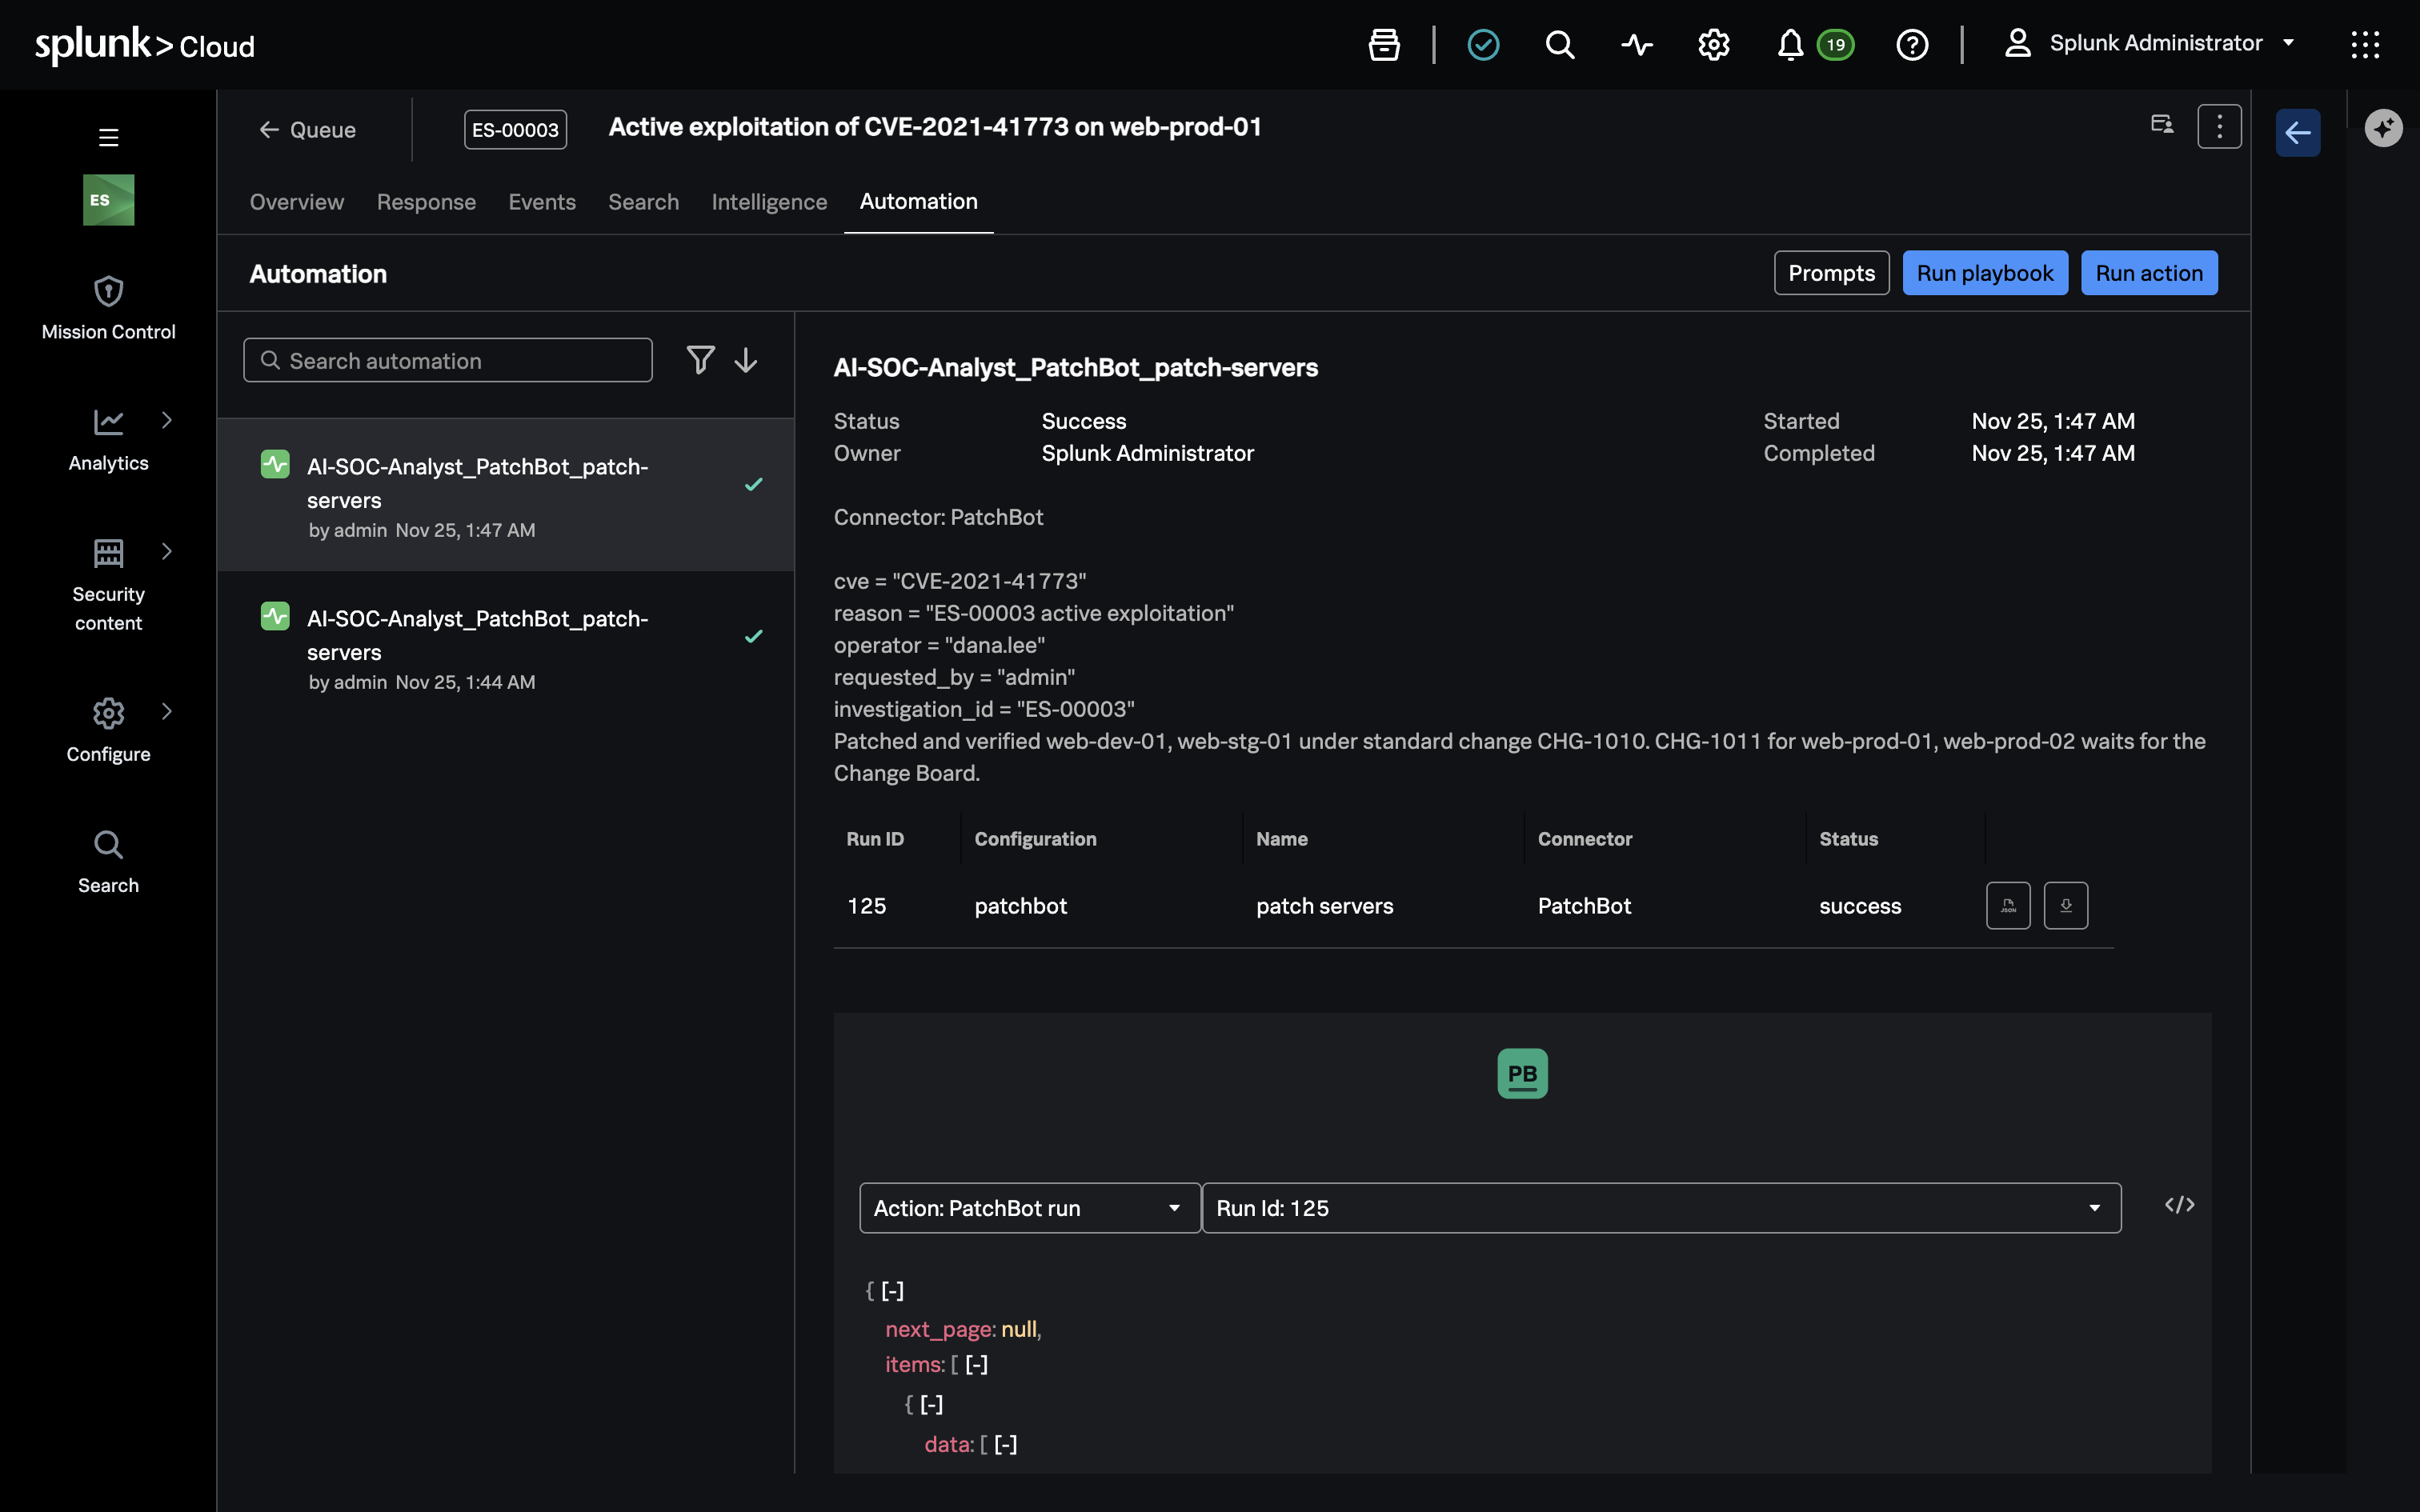 splunk>Cloud
19
Splunk Administrator
Queue
ES-00003
Active exploitation of CVE-2021-41773 on web-prod-01
ES
Mission Control
Analytics
Security
content
Configure
Search
Overview
Response
Events
Search
Intelligence
Automation
Automation
Prompts
Run playbook
Run action
Search automation
AI-SOC-Analyst_PatchBot_patch-
servers
by admin Nov 25, 1:47 AM
AI-SOC-Analyst_PatchBot_patch-
servers
by admin Nov 25, 1:44 AM
AI-SOC-Analyst_PatchBot_patch-servers
Status Success
Started Nov 25, 1:47 AM
Owner Splunk Administrator
Completed Nov 25, 1:47 AM
Connector: PatchBot
cve = "CVE-2021-41773"
reason = "ES-00003 active exploitation"
operator = "dana.lee"
requested_by = "admin"
investigation_id = "ES-00003"
Patched and verified web-dev-01, web-stg-01 under standard change CHG-1010. CHG-1011 for web-prod-01, web-prod-02 waits for the
Change Board.
Run ID Configuration Name Connector Status
125 patchbot patch servers PatchBot success
JSON
PB
Action: PatchBot run
Run Id: 125
</>
{ [-]
next_page: null,
items: [ [-]
{ [-]
data: [ [-]